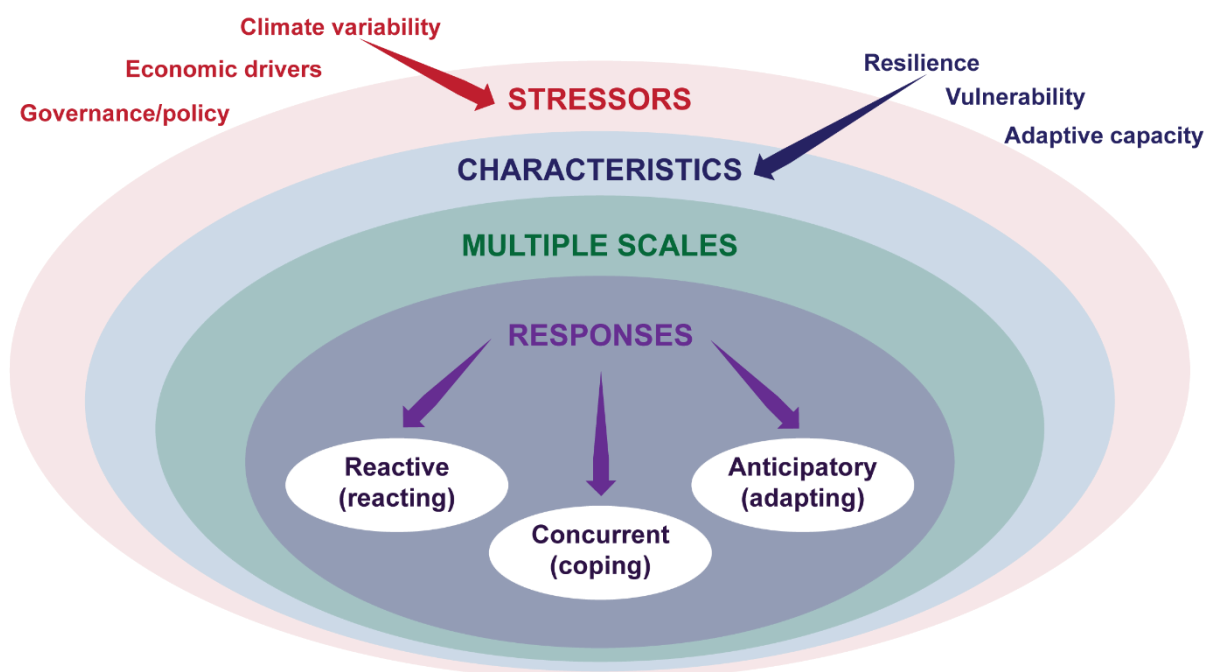 Climate variability
Economic drivers
Governance/policy
STRESSORS
Resilience
Vulnerability
Adaptive capacity
CHARACTERISTICS
MULTIPLE SCALES
RESPONSES
Reactive
(reacting)
Concurrent
(coping)
Anticipatory
(adapting)